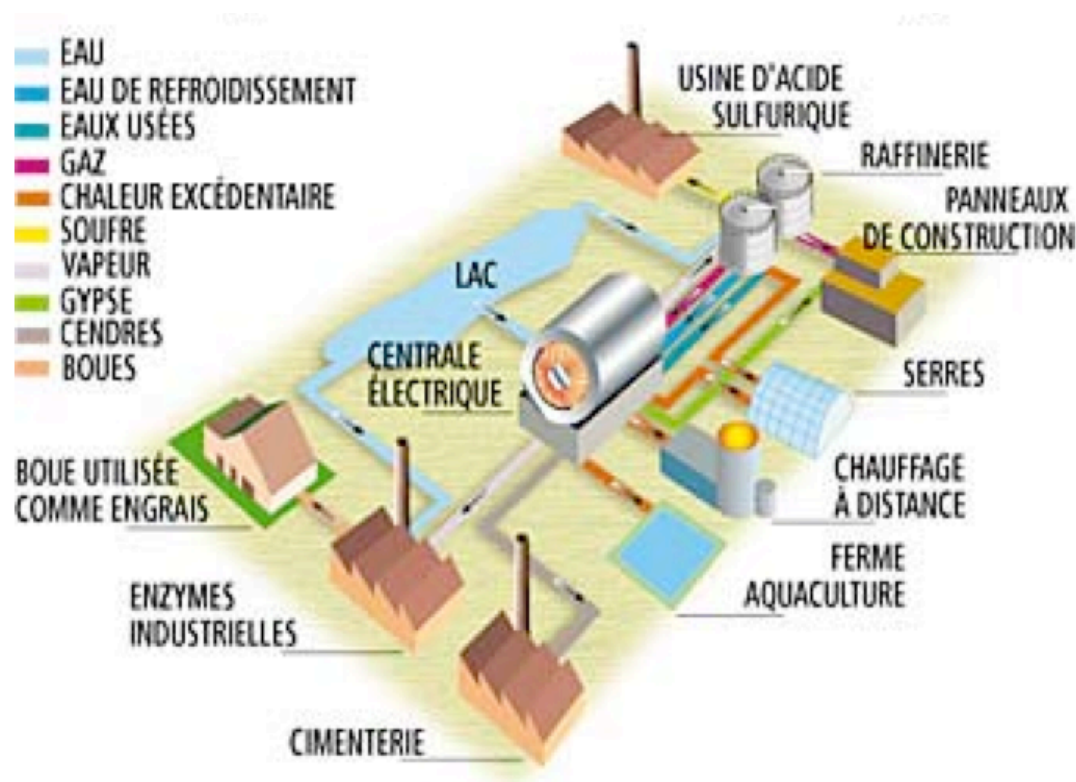 EAU
EAU DE REFROIDISSEMENT
EAUX USÉES
GAZ
CHALEUR EXCÉDENTAIRE
SOUFRE
VAPEUR
GYPSE
CENDRES
BOUES
USINE D'ACIDE
SULFURIQUE
RAFFINERIE
PANNEAUX
DE CONSTRUCTION
LAC
CENTRALE
ÉLECTRIQUE
SERRES
CHAUFFAGE
À DISTANCE
BOUE UTILISÉE
COMME ENGRAIS
FERME
AQUACULTURE
ENZYMES
INDUSTRIELLES
CIMENTERIE